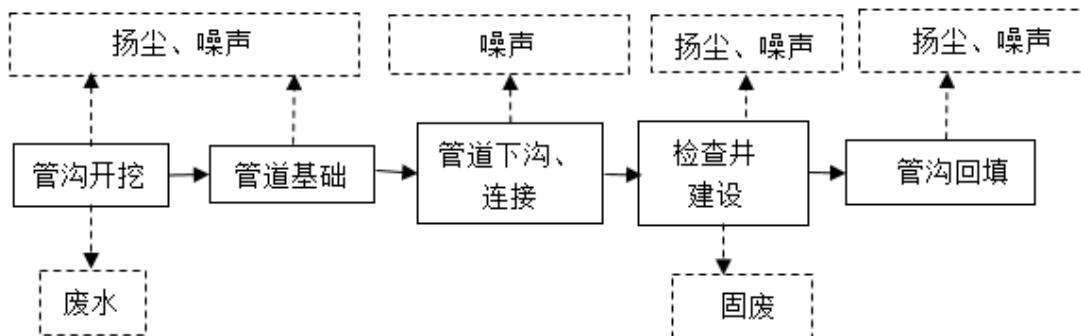 扬尘、噪声
噪声
扬尘、噪声
扬尘、噪声
管沟开挖
管道基础
管道下沟、
连接
检查井
建设
管沟回填
废水
固废